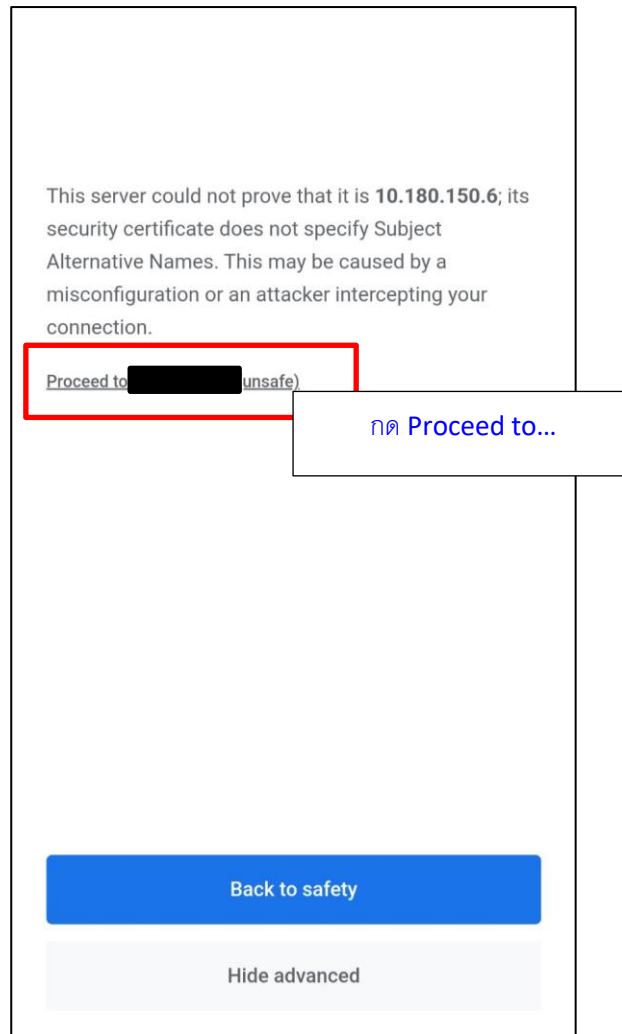 This server could not prove that it is 10.180.150.6; its
security certificate does not specify Subject
Alternative Names. This may be caused by a
misconfiguration or an attacker intercepting your
connection.
Proceed to unsafe)
กด Proceed to...
Back to safety
Hide advanced